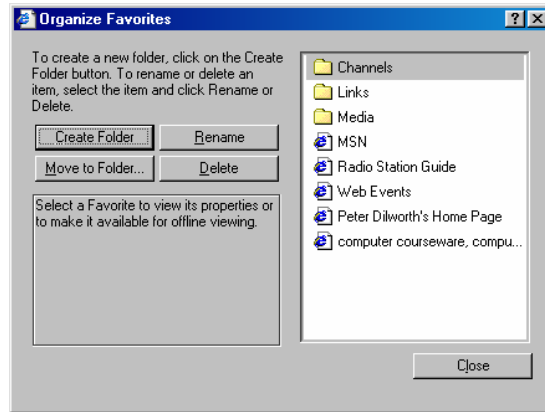 Organize Favorites
To create a new folder, click on the Create
Folder button. To rename or delete an
item, select the item and click Rename or
Delete.
Create Folder
Rename
Move to Folder...
Delete
Select a Favorite to view its properties or
to make it available for offline viewing.
Channels
Links
Media
MSN
Radio Station Guide
Web Events
Peter Dilworth's Home Page
computer courseware, compu...
Close